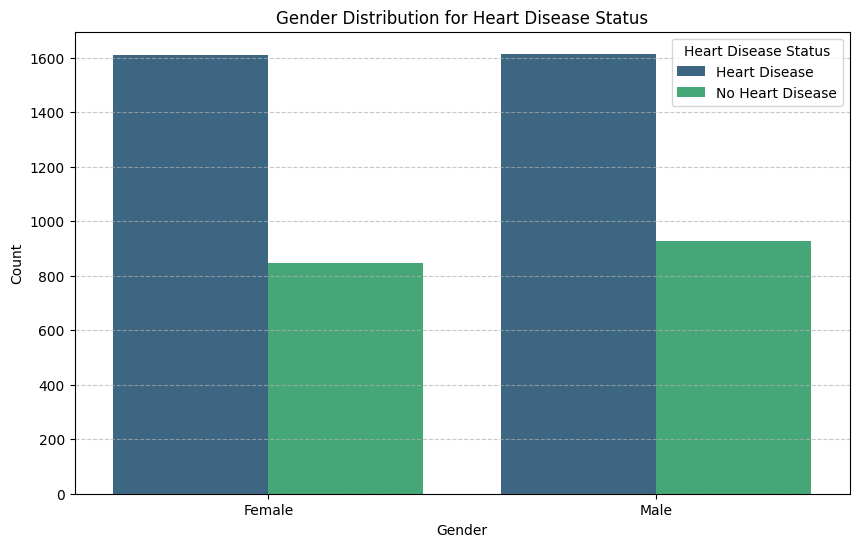 Gender Distribution for Heart Disease Status
Heart Disease Status
Heart Disease
No Heart Disease
1600
1400
1200
1000
800
600
400
200
0
Count
Female
Male
Gender